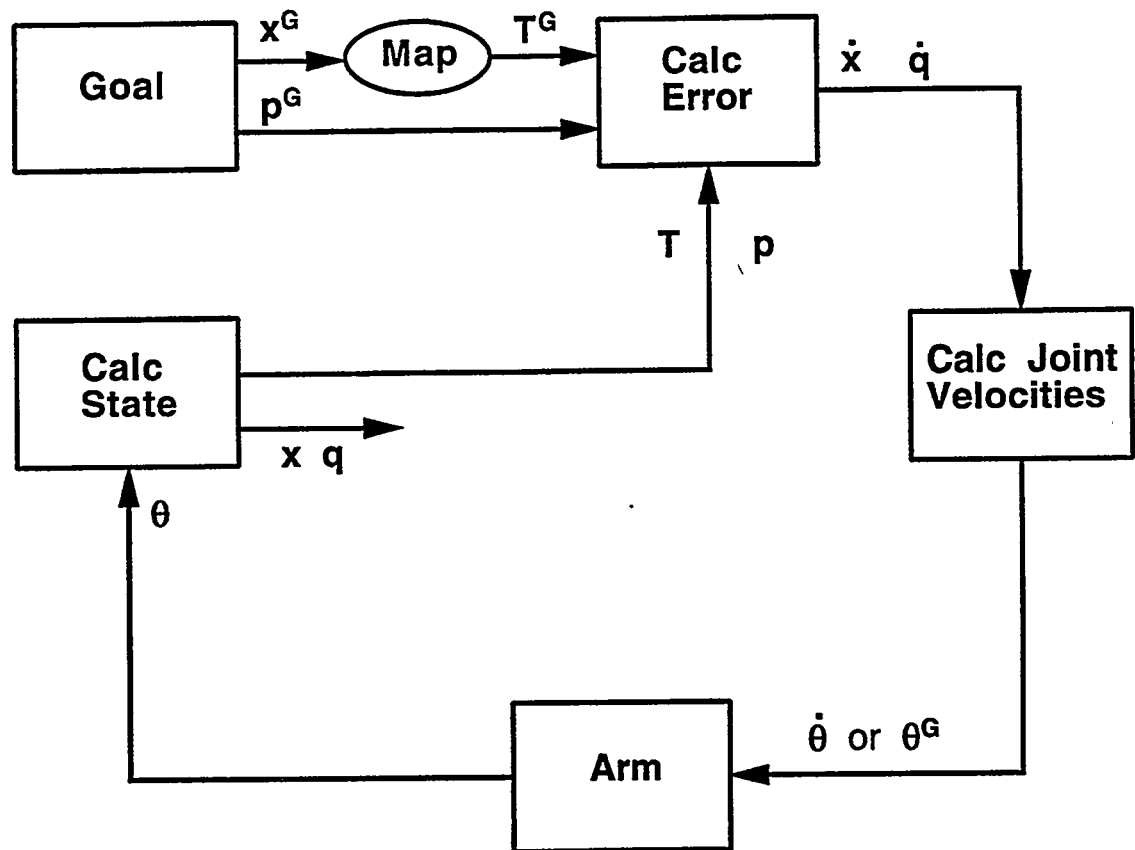 x^G
T^G
Map
Goal
Calc
Error
ẋ q̇
p^G
T p
Calc
State
Calc Joint
Velocities
x q
θ
θ̇ or θ^G
Arm